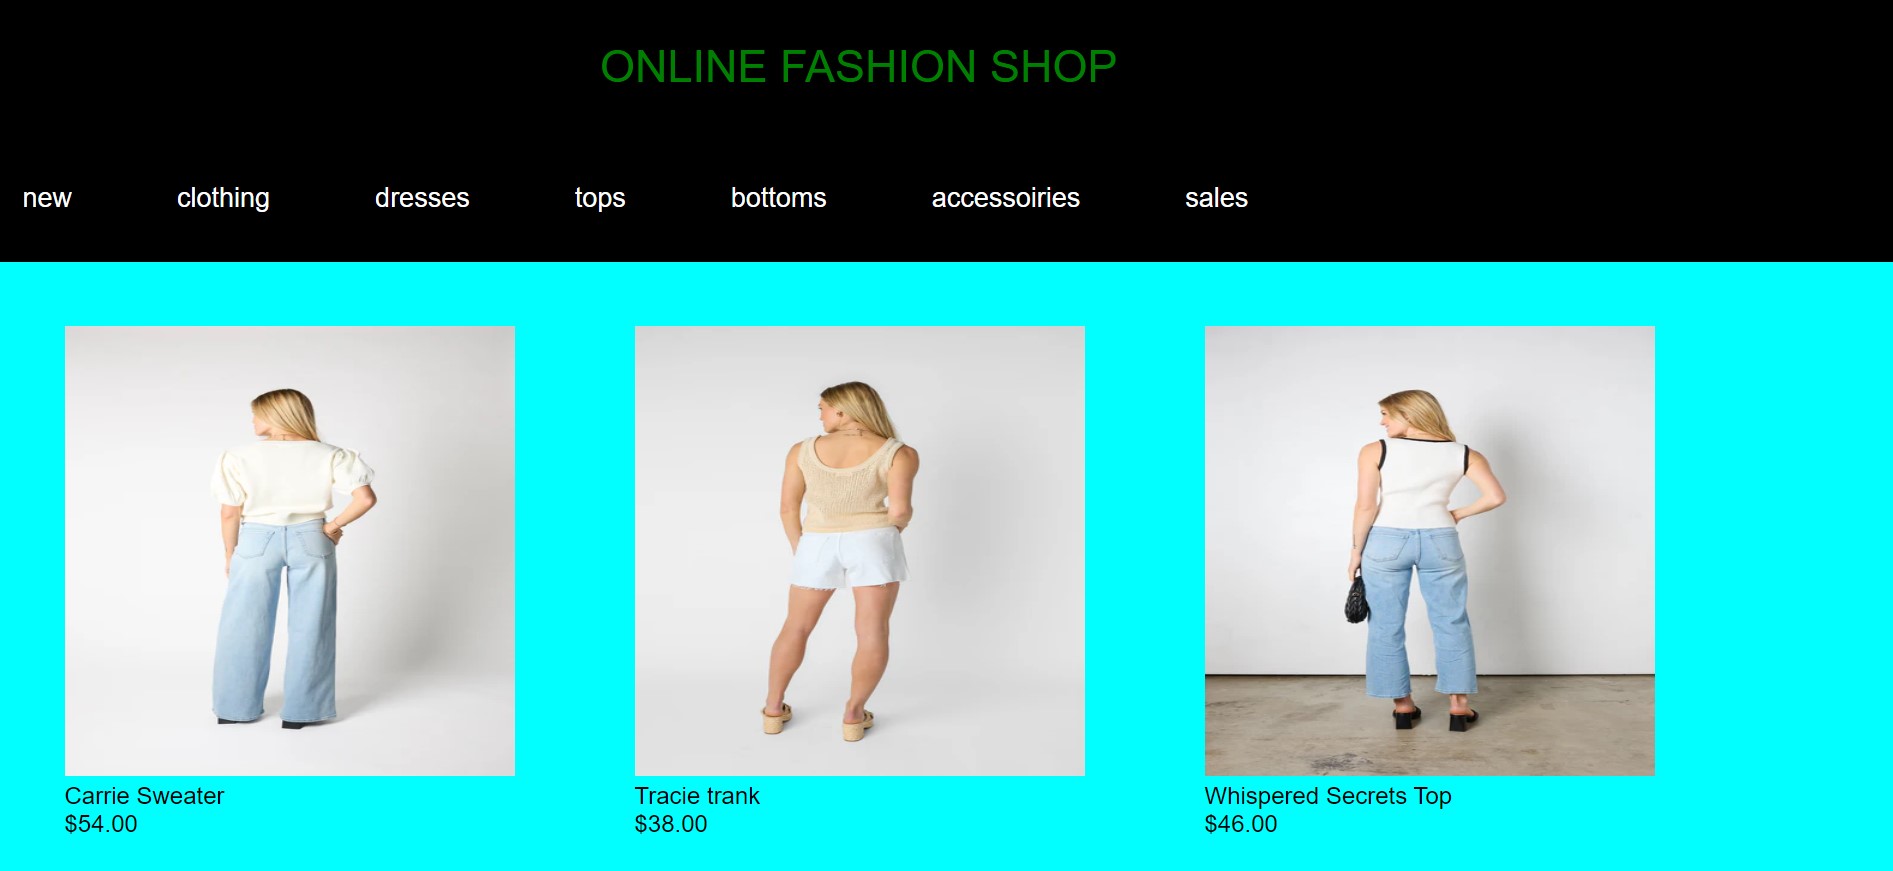 ONLINE FASHION SHOP
new clothing dresses tops bottoms accessoiries sales
Carrie Sweater
$54.00
Tracie trank
$38.00
Whispered Secrets Top
$46.00